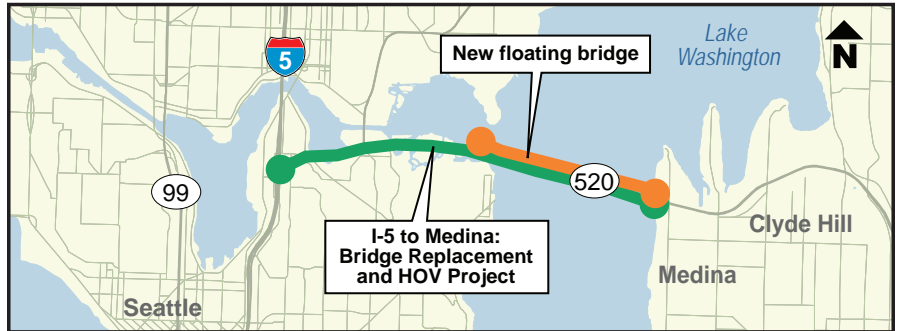 Lake
Washington
N
5
New floating bridge
99
520
I-5 to Medina:
Bridge Replacement
and HOV Project
Clyde Hill
Medina
Seattle